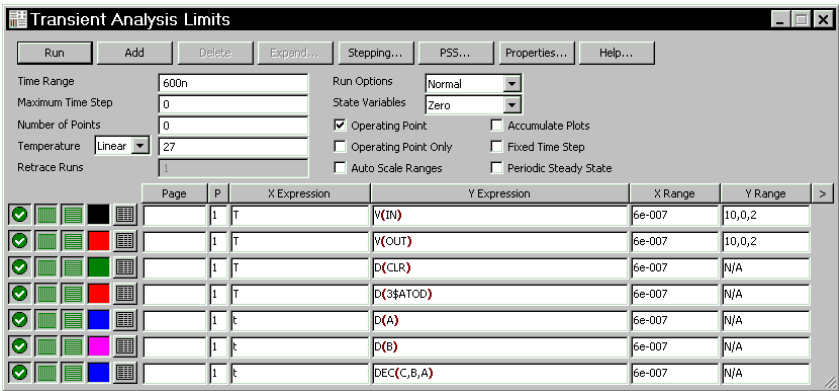 Transient Analysis Limits
Run Add Delete Expand... Stepping... PSS... Properties... Help...
Time Range 600n Run Options Normal
Maximum Time Step 0 State Variables Zero
Number of Points 0 Operating Point Accumulate Plots
Temperature Linear 27 Operating Point Only Fixed Time Step
Retrace Runs 1 Auto Scale Ranges Periodic Steady State
Page P X Expression Y Expression X Range Y Range >
1 T V(IN) 6e-007 10,0,2
1 T V(OUT) 6e-007 10,0,2
1 T D(CLR) 6e-007 N/A
1 T D(3$ATOD) 6e-007 N/A
1 t D(A) 6e-007 N/A
1 t D(B) 6e-007 N/A
1 t DEC(C,B,A) 6e-007 N/A